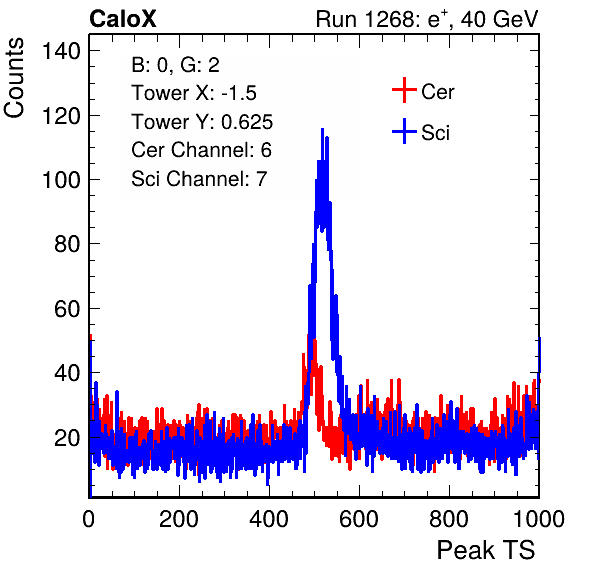 CaloX
Run 1268: e+, 40 GeV
Counts
B: 0, G: 2
Tower X: -1.5
Tower Y: 0.625
Cer Channel: 6
Sci Channel: 7
Cer
Sci
140
120
100
80
60
40
20
0 200 400 600 800 1000
Peak TS